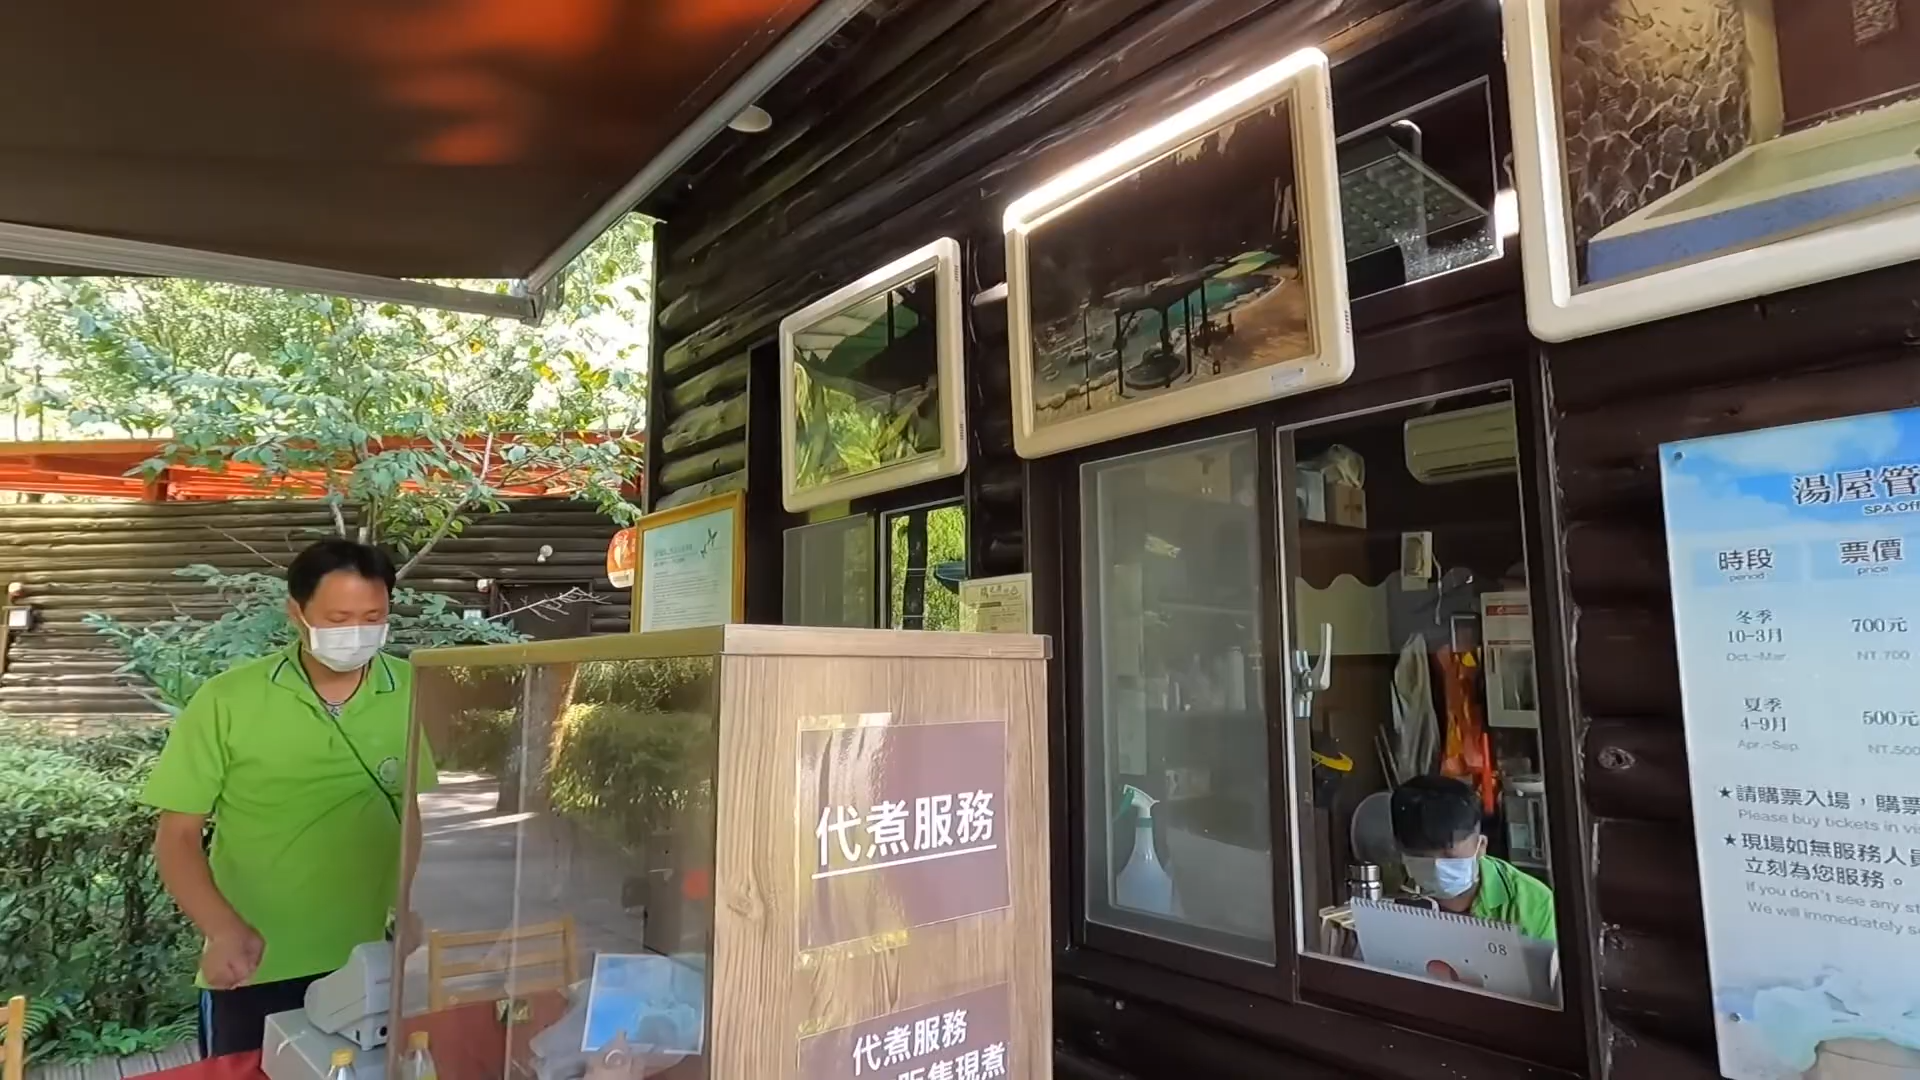 代煮服務
代煮服務
販售現煮
08
湯屋管
SPA Off
時段
period
票價
price
冬季
10-3月
Oct.-Mar.
700元
NT 700
夏季
4-9月
Apr.-Sep.
500元
NT.500
★請購票入場，購票
Please buy tickets in
★現場如無服務人員
立刻為您服務。
If you don't see any
We will immediately